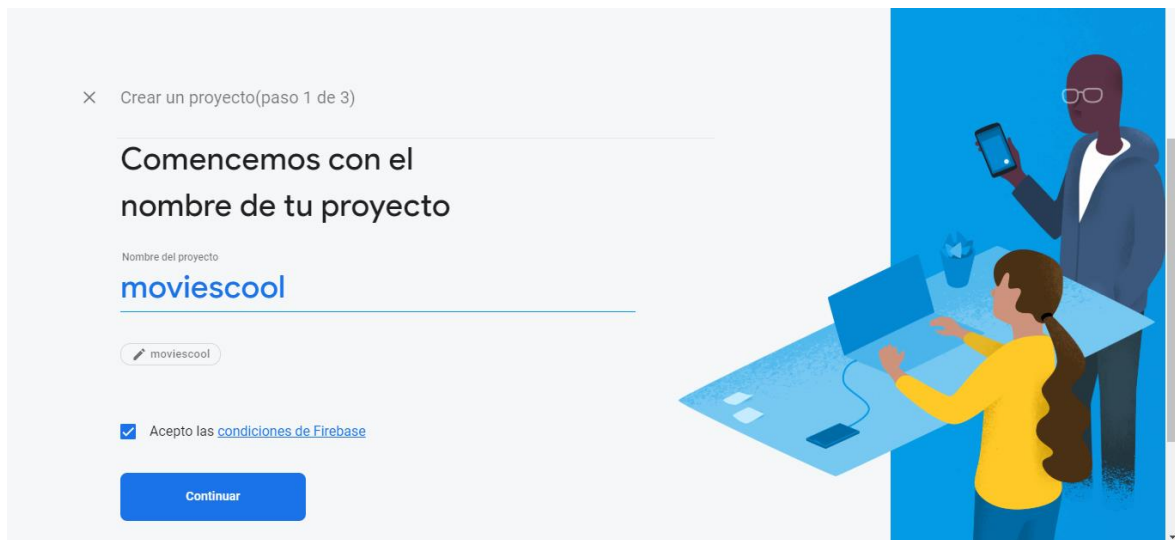 Crear un proyecto(paso 1 de 3)
Comencemos con el
nombre de tu proyecto
Nombre del proyecto
moviescool
moviescool
Acepto las condiciones de Firebase
Continuar